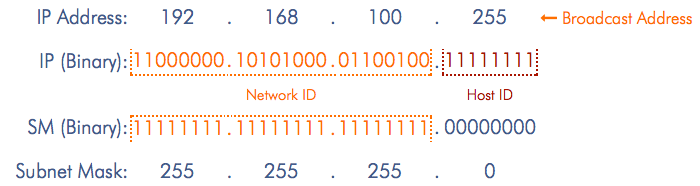 IP Address: 192 . 168 . 100 . 255 ← Broadcast Address
IP (Binary): 11000000.10101000.01100100.11111111
Network ID Host ID
SM (Binary): 11111111.11111111.11111111.00000000
Subnet Mask: 255 . 255 . 255 . 0